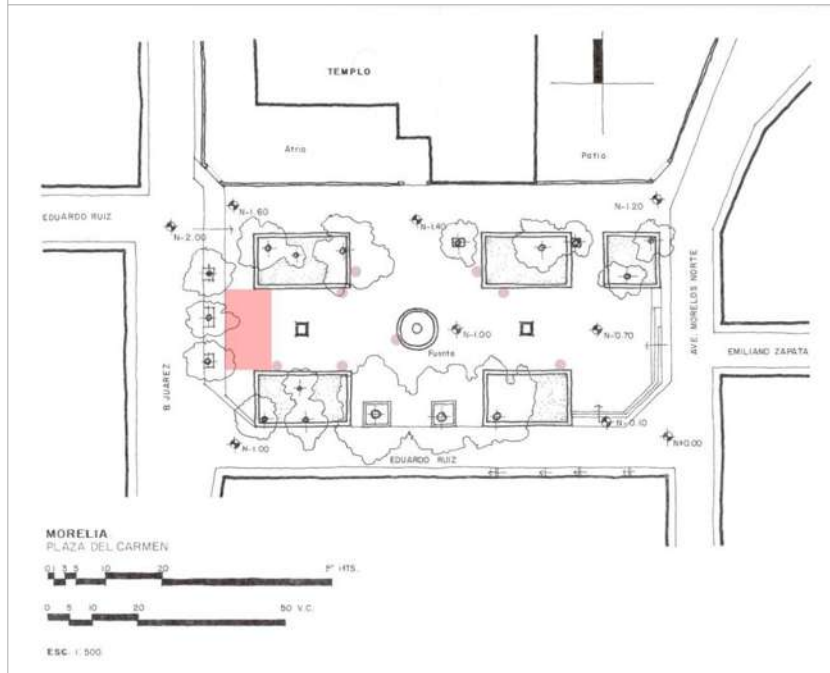 TEMPLO
Atrio
Patio
EDUARDO RUIZ
N-1.60
N-2.00
N-1.40
N-1.20
AVE. MORELOS NORTE
N-1.00
N-0.70
Fuente
EMILIANO ZAPATA
B. JUAREZ
N-1.00
EDUARDO RUIZ
N-0.10
N±0.00
MORELIA
PLAZA DEL CARMEN
0 1 3 5 10 20
MTS.
0 5 10 20 50 V.C.
ESC. 1:500